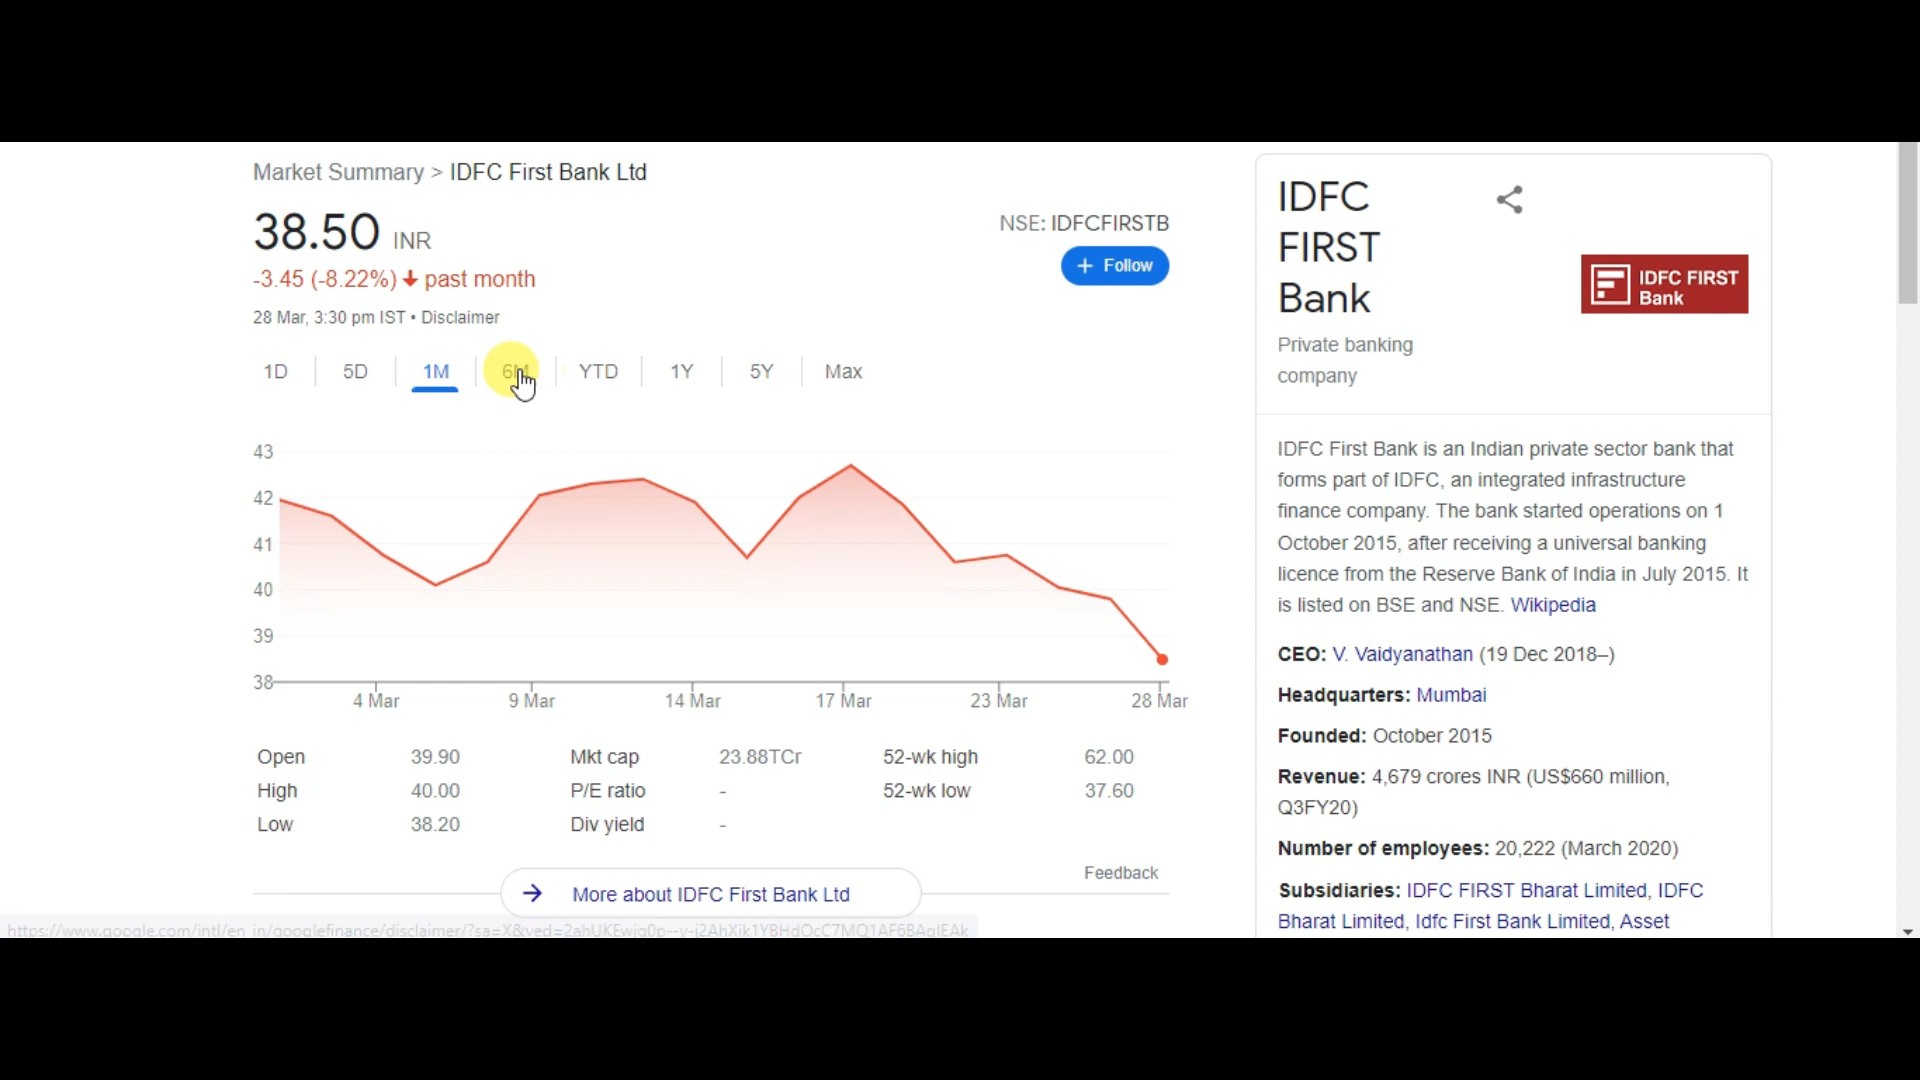 Market Summary > IDFC First Bank Ltd
38.50 INR
-3.45 (-8.22%) ↓ past month
28 Mar, 3:30 pm IST • Disclaimer
NSE: IDFCFIRSTB
+ Follow
1D 5D 1M 6M YTD 1Y 5Y Max
43
42
41
40
39
38
4 Mar 9 Mar 14 Mar 17 Mar 23 Mar 28 Mar
Open 39.90 Mkt cap 23.88TCr 52-wk high 62.00
High 40.00 P/E ratio - 52-wk low 37.60
Low 38.20 Div yield -
Feedback
→ More about IDFC First Bank Ltd
IDFC
FIRST
Bank
IDFC FIRST
Bank
Private banking
company
IDFC First Bank is an Indian private sector bank that
forms part of IDFC, an integrated infrastructure
finance company. The bank started operations on 1
October 2015, after receiving a universal banking
licence from the Reserve Bank of India in July 2015. It
is listed on BSE and NSE. Wikipedia
CEO: V. Vaidyanathan (19 Dec 2018–)
Headquarters: Mumbai
Founded: October 2015
Revenue: 4,679 crores INR (US$660 million,
Q3FY20)
Number of employees: 20,222 (March 2020)
Subsidiaries: IDFC FIRST Bharat Limited, IDFC
Bharat Limited, Idfc First Bank Limited, Asset